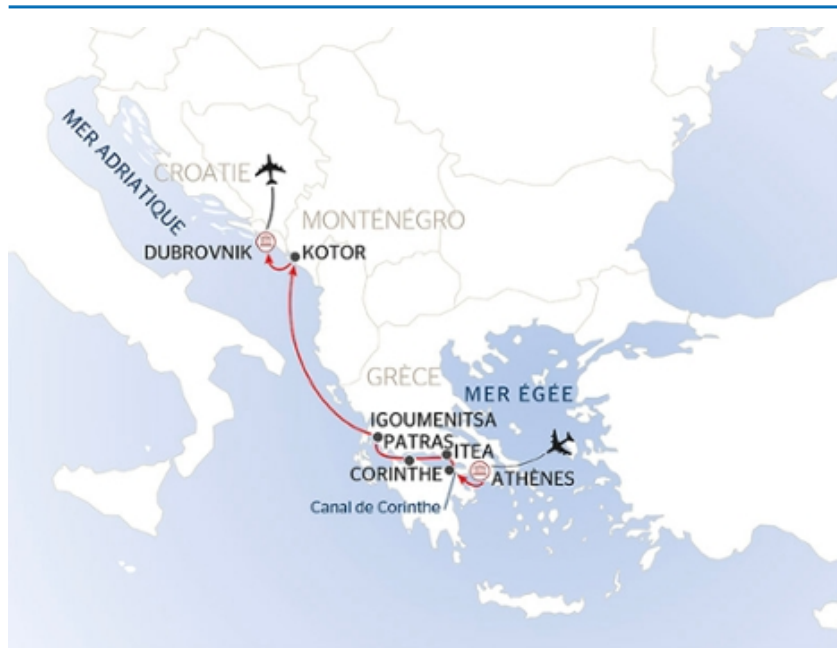 MER ADRIATIQUE
CROATIE
MONTÉNÉGRO
DUBROVNIK
KOTOR
GRÈCE
MER ÉGÉE
IGOUMENITSA
PATRAS
ITEA
CORINTHE
ATHÈNES
Canal de Corinthe